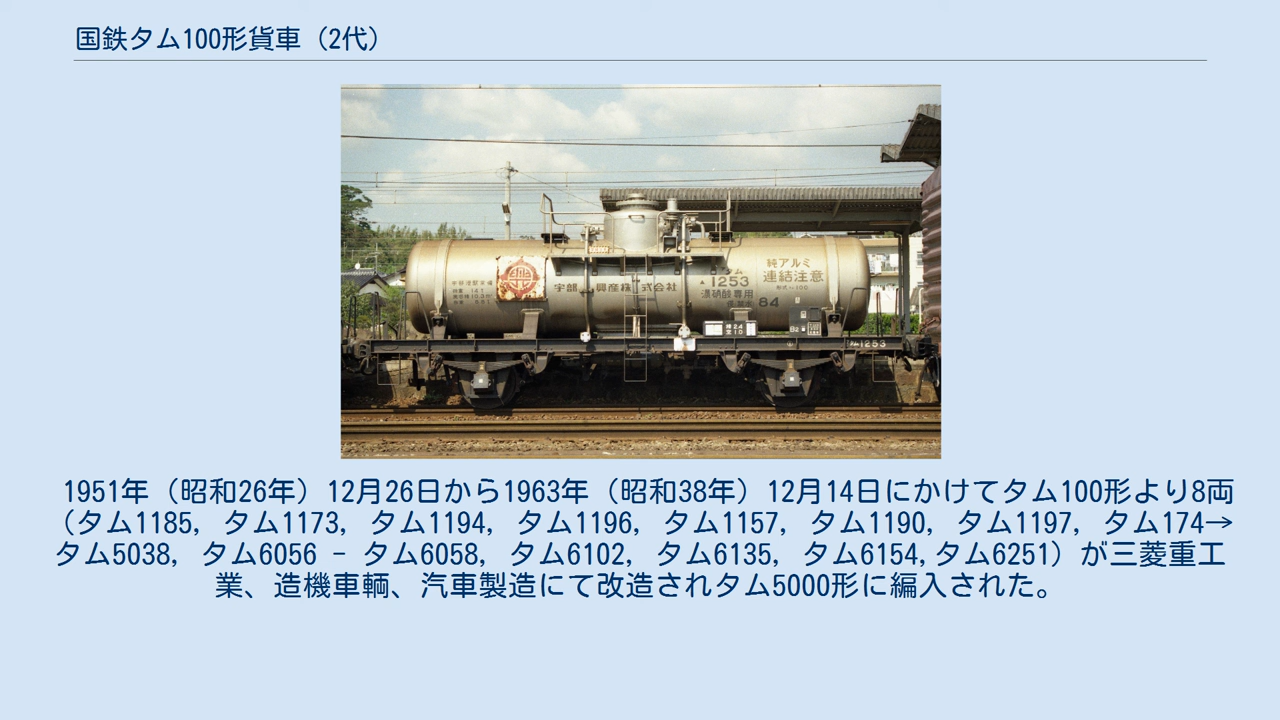 国鉄タム100形貨車（2代）
純アルミ
連結注意
タム
1253
濃硝酸専用
84
宇部興産株式会社
1253
1951年（昭和26年）12月26日から1963年（昭和38年）12月14日にかけてタム100形より8両
（タム1185, タム1173, タム1194, タム1196, タム1157, タム1190, タム1197, タム174→
タム5038, タム6056 - タム6058, タム6102, タム6135, タム6154,タム6251）が三菱重工
業、造機車輌、汽車製造にて改造されタム5000形に編入された。